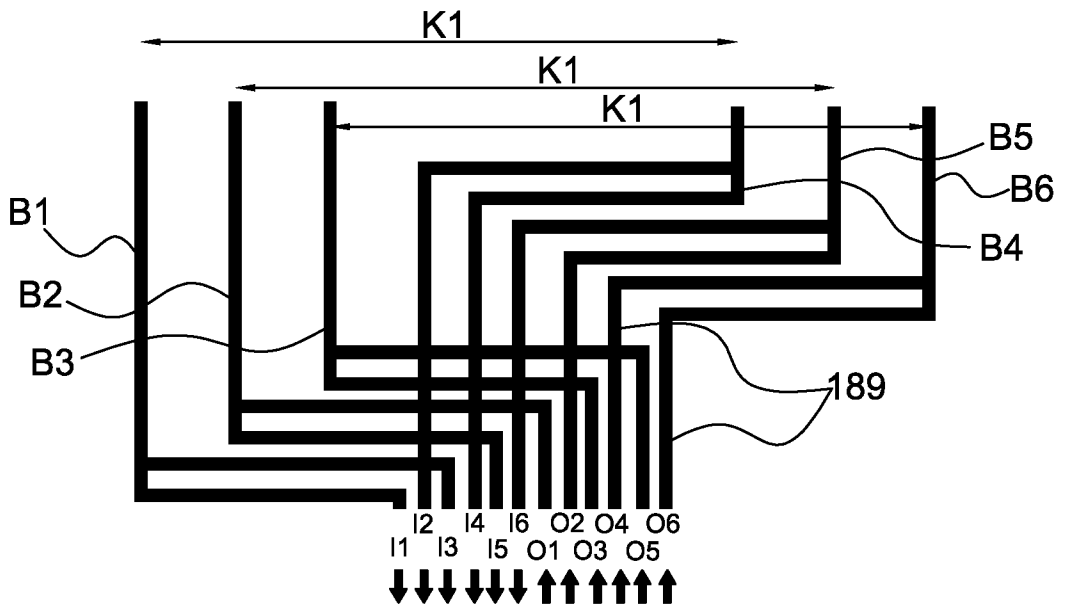 K1
K1
K1
B5
B6
B1
B4
B2
B3
189
I2 I4 I6 O2 O4 O6
I1 I3 I5 O1 O3 O5